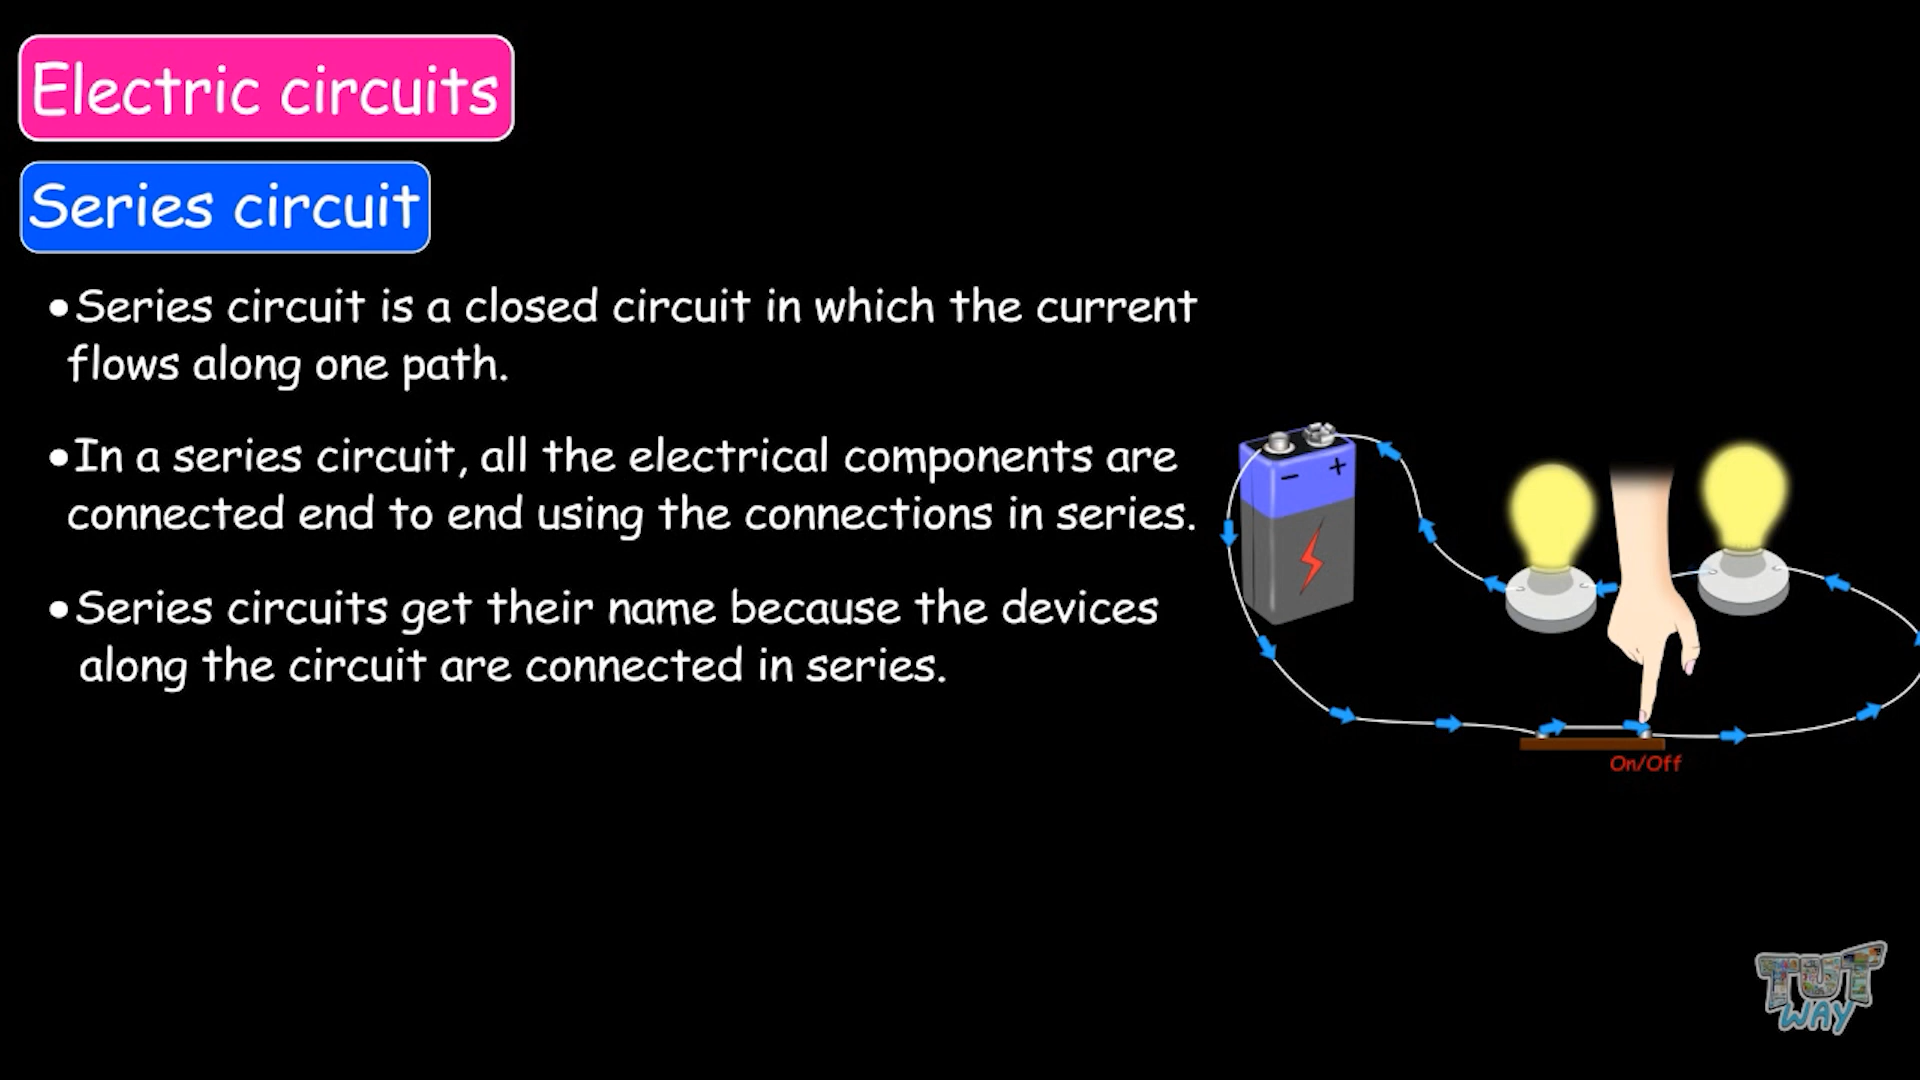 Electric circuits
Series circuit
•Series circuit is a closed circuit in which the current
flows along one path.
•In a series circuit, all the electrical components are
connected end to end using the connections in series.
•Series circuits get their name because the devices
along the circuit are connected in series.
- +
On/Off
TUT
WAY